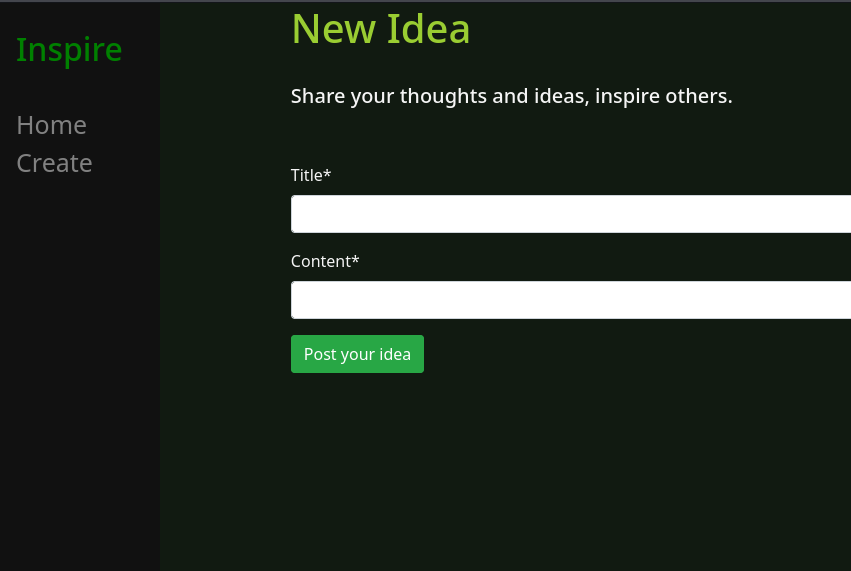 Inspire
Home
Create
New Idea
Share your thoughts and ideas, inspire others.
Title*
Content*
Post your idea